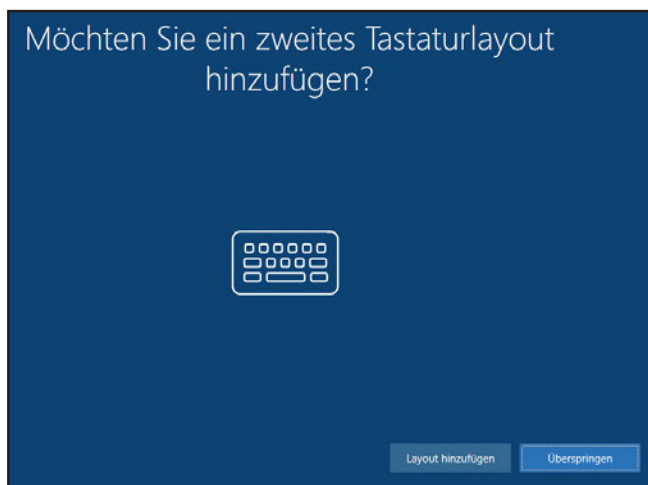 Möchten Sie ein zweites Tastaturlayout
hinzufügen?
Layout hinzufügen
Überspringen